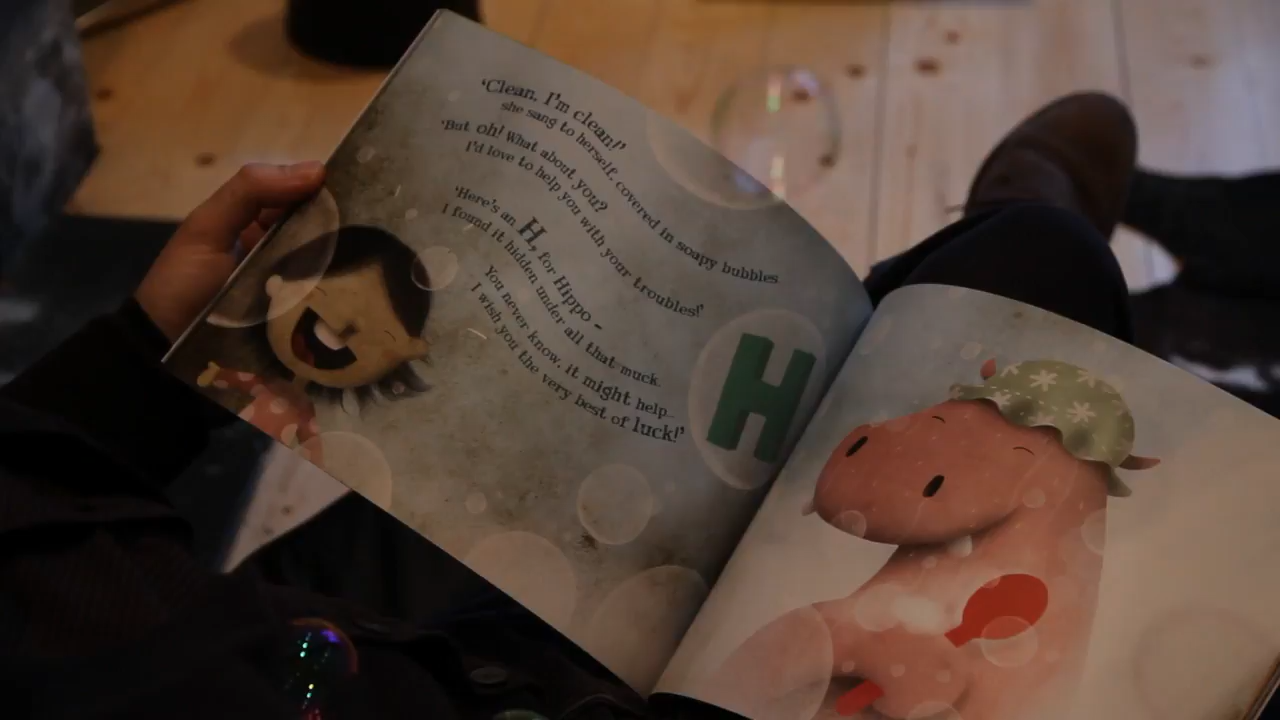 ‘Clean, I’m clean!’
she sang to herself, covered in soapy bubbles
‘But oh! What about you?
I’d love to help you with your troubles!’
‘Here’s an H, for Hippo –
I found it hidden under all that muck.
You never know, it might help...
I wish you the very best of luck!’
H